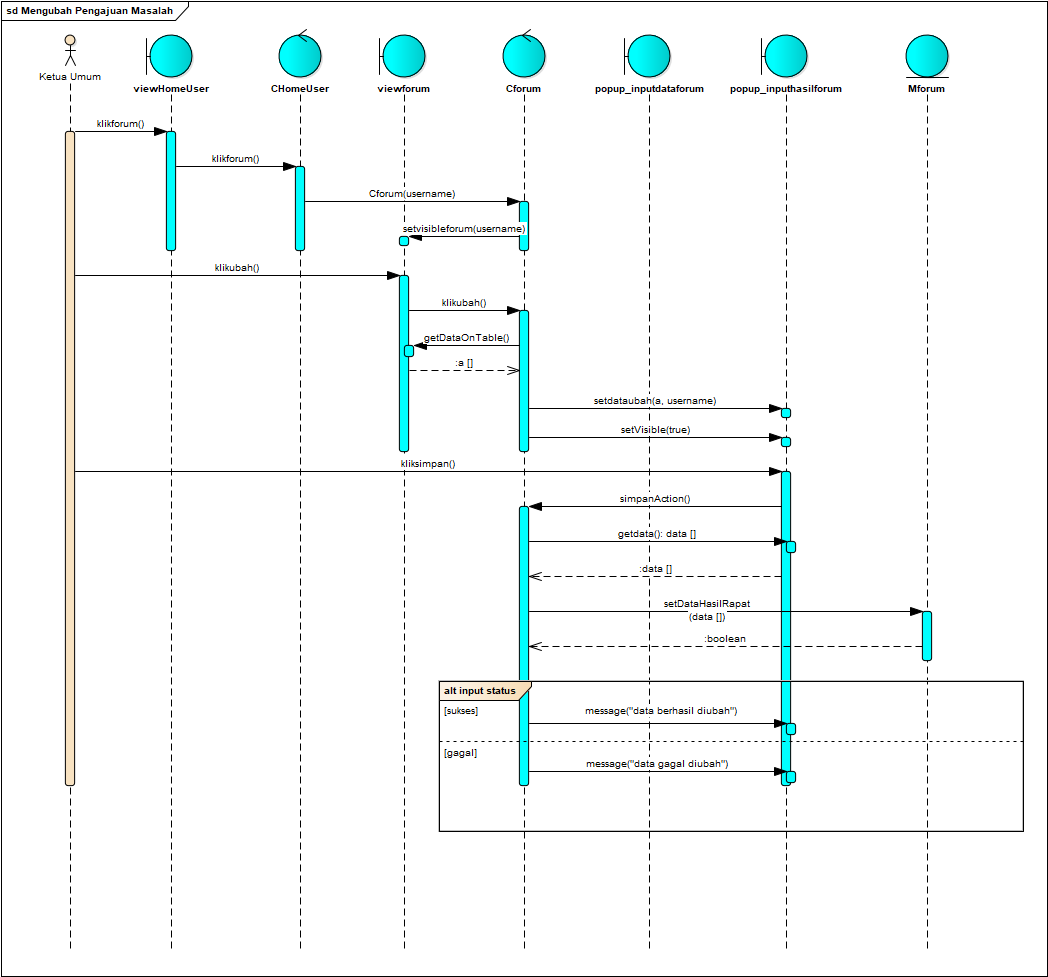 sd Mengubah Pengajuan Masalah
Ketua Umum
viewHomeUser
CHomeUser
viewforum
Cforum
popup_inputdataforum
popup_inputhasilforum
Mforum
klikforum()
klikforum()
Cforum(username)
setvisibleforum(username)
klikubah()
klikubah()
getDataOnTable()
:a []
setdataubah(a, username)
setVisible(true)
kliksimpan()
simpanAction()
getdata(): data []
:data []
setDataHasilRapat
(data [])
:boolean
alt input status
[sukses]
message("data berhasil diubah")
[gagal]
message("data gagal diubah")